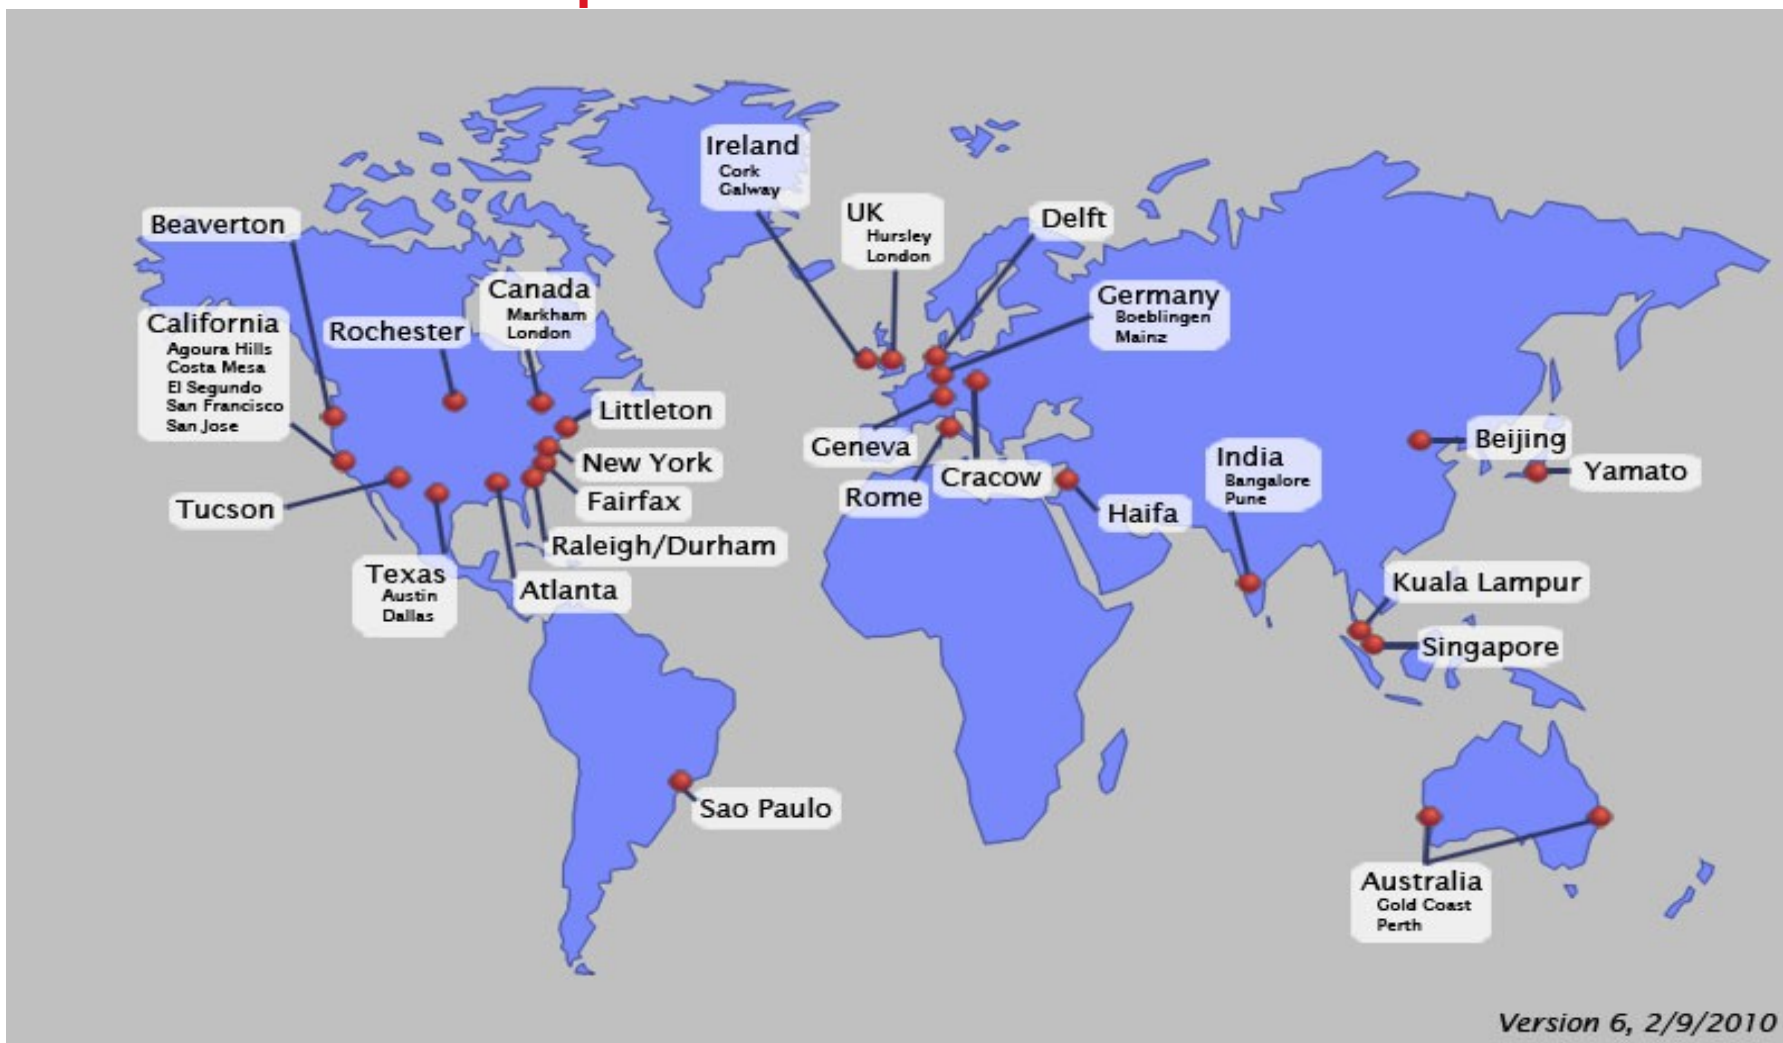 Ireland
Cork
Galway
UK
Hursley
London
Delft
Beaverton
Canada
Markham
London
Germany
Boeblingen
Mainz
California
Agoura Hills
Costa Mesa
El Segundo
San Francisco
San Jose
Rochester
Littleton
New York
Fairfax
Raleigh/Durham
Tucson
Texas
Austin
Dallas
Atlanta
Geneva
Rome
Cracow
Haifa
India
Bangalore
Pune
Beijing
Yamato
Kuala Lampur
Singapore
Sao Paulo
Australia
Gold Coast
Perth
Version 6, 2/9/2010